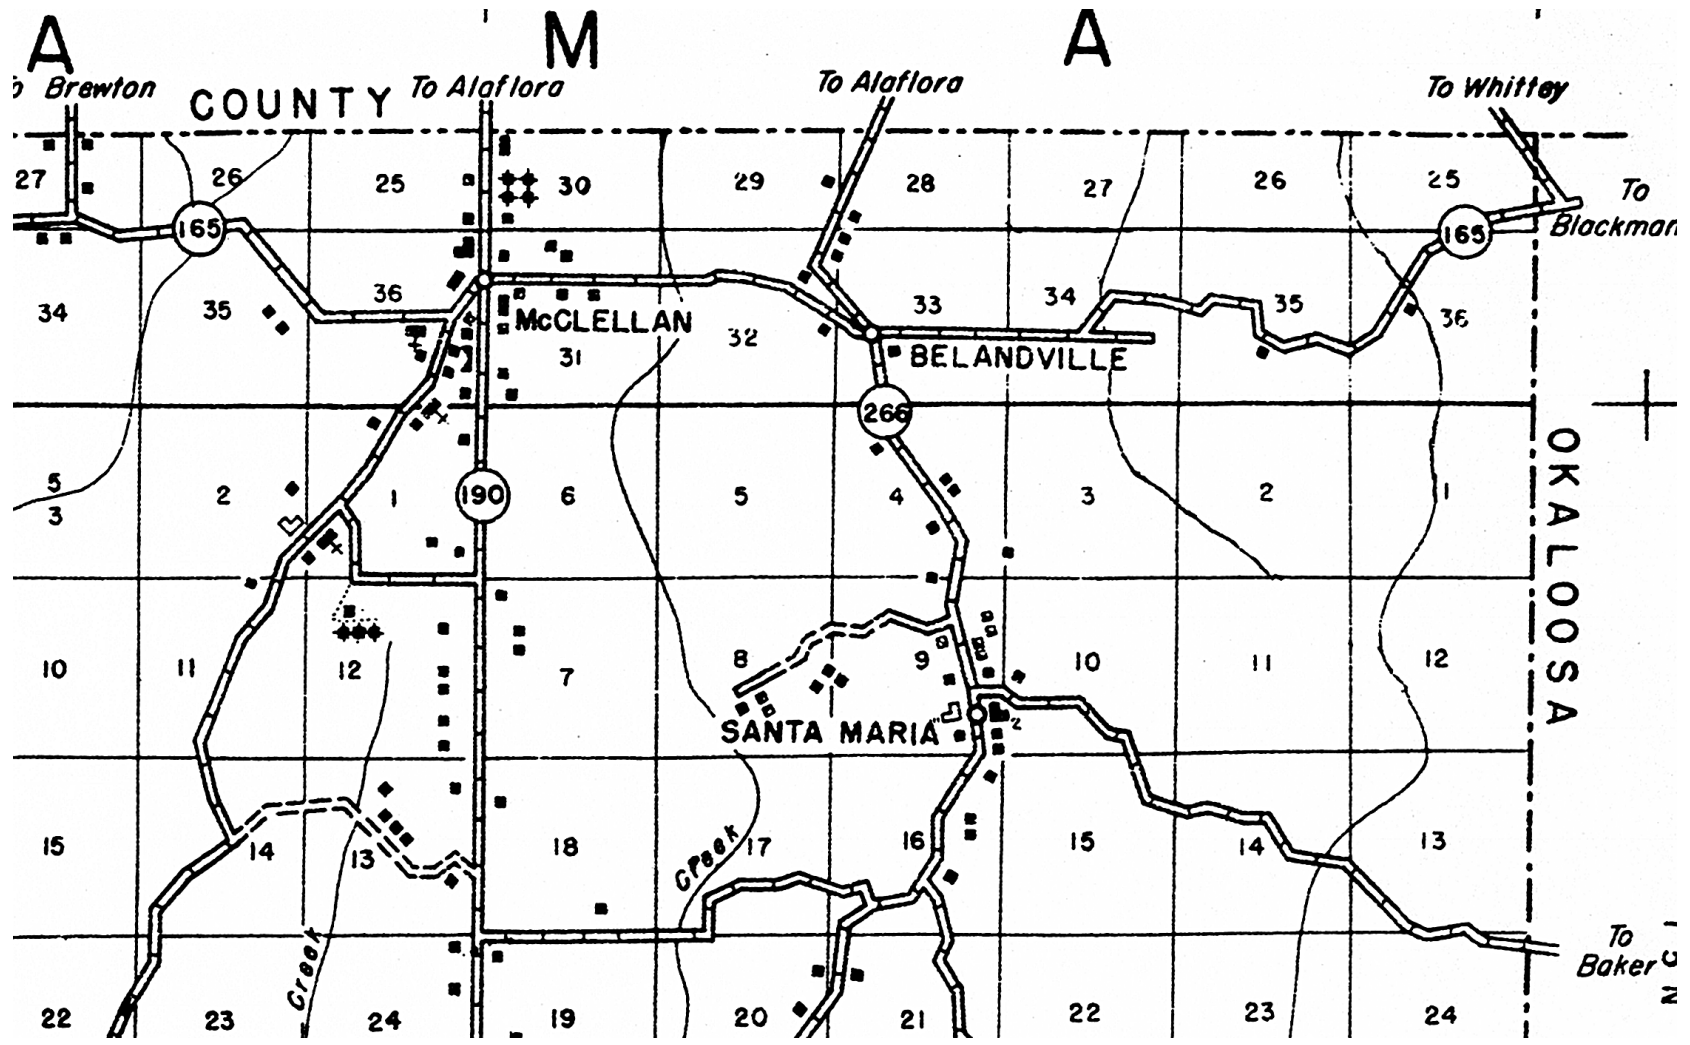 A M A
To Brewton
COUNTY
To Alaflora
To Alaflora
To Whittey
27 26 25 30 29 28 27 26 25
To
Blackman
165
165
34 35 36 33 34 35 36
McCLELLAN
31 32
BELANDVILLE
266
OKALOOSA
5
3
2 1 190 6 5 4 3 2 1
10 11 12 7 8 9 10 11 12
SANTA MARIA
2
15 14 13 18 17 16 15 14 13
Creek
Creek
To
Baker
22 23 24 19 20 21 22 23 24